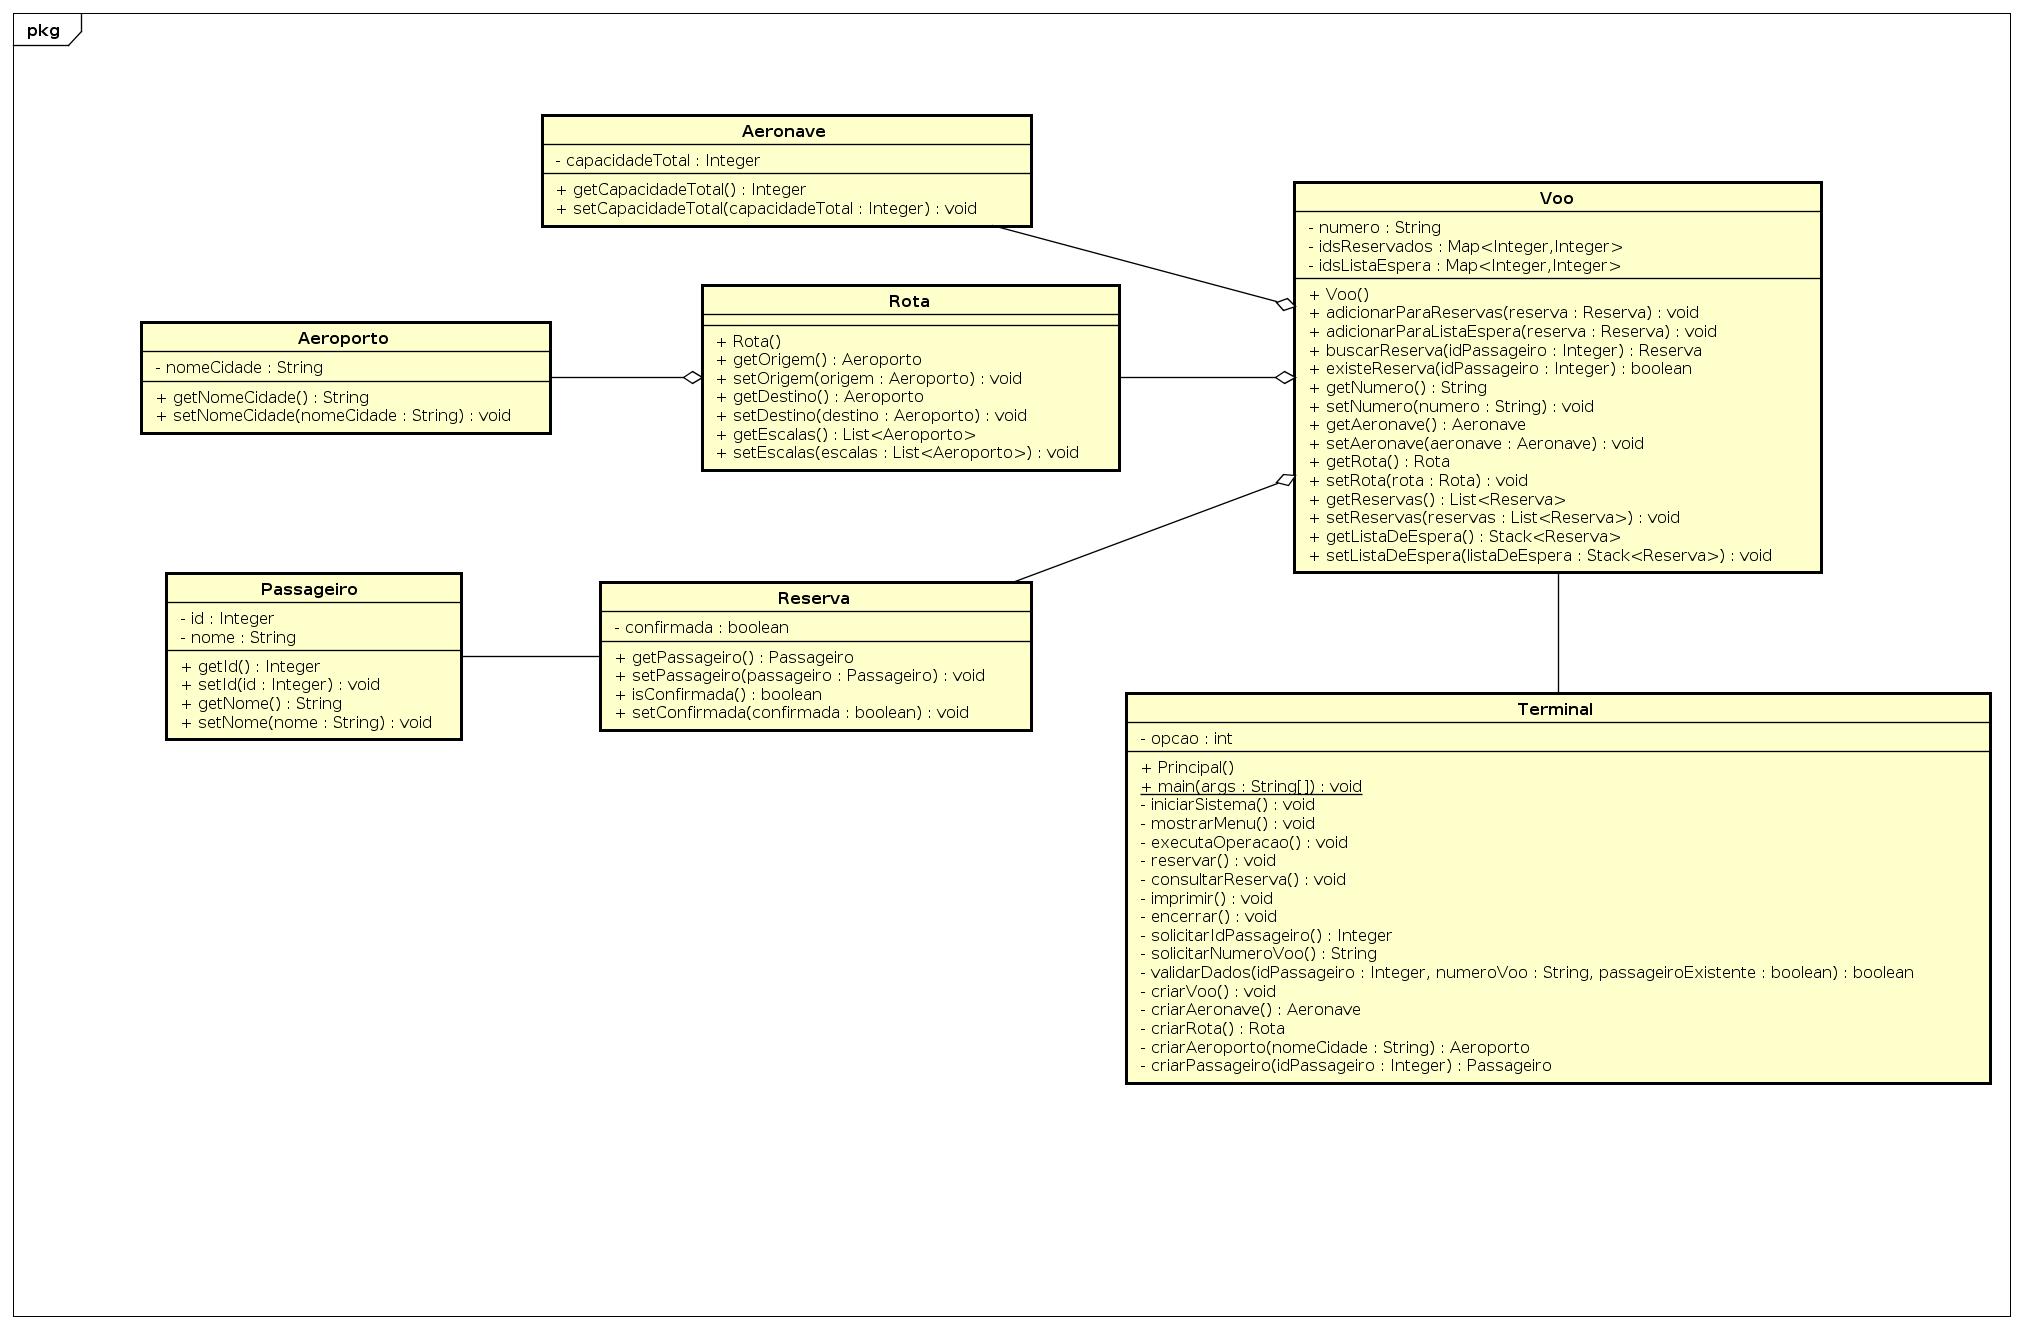 pkg
Aeronave
- capacidadeTotal : Integer
+ getCapacidadeTotal() : Integer
+ setCapacidadeTotal(capacidadeTotal : Integer) : void
Voo
- numero : String
- idsReservados : Map<Integer,Integer>
- idsListaEspera : Map<Integer,Integer>
+ Voo()
+ adicionarParaReservas(reserva : Reserva) : void
+ adicionarParaListaEspera(reserva : Reserva) : void
+ buscarReserva(idPassageiro : Integer) : Reserva
+ existeReserva(idPassageiro : Integer) : boolean
+ getNumero() : String
+ setNumero(numero : String) : void
+ getAeronave() : Aeronave
+ setAeronave(aeronave : Aeronave) : void
+ getRota() : Rota
+ setRota(rota : Rota) : void
+ getReservas() : List<Reserva>
+ setReservas(reservas : List<Reserva>) : void
+ getListaDeEspera() : Stack<Reserva>
+ setListaDeEspera(listaDeEspera : Stack<Reserva>) : void
Rota
+ Rota()
+ getOrigem() : Aeroporto
+ setOrigem(origem : Aeroporto) : void
+ getDestino() : Aeroporto
+ setDestino(destino : Aeroporto) : void
+ getEscalas() : List<Aeroporto>
+ setEscalas(escalas : List<Aeroporto>) : void
Aeroporto
- nomeCidade : String
+ getNomeCidade() : String
+ setNomeCidade(nomeCidade : String) : void
Passageiro
- id : Integer
- nome : String
+ getId() : Integer
+ setId(id : Integer) : void
+ getNome() : String
+ setNome(nome : String) : void
Reserva
- confirmada : boolean
+ getPassageiro() : Passageiro
+ setPassageiro(passageiro : Passageiro) : void
+ isConfirmada() : boolean
+ setConfirmada(confirmada : boolean) : void
Terminal
- opcao : int
+ Principal()
+ main(args : String[]) : void
- iniciarSistema() : void
- mostrarMenu() : void
- executaOperacao() : void
- reservar() : void
- consultarReserva() : void
- imprimir() : void
- encerrar() : void
- solicitarIdPassageiro() : Integer
- solicitarNumeroVoo() : String
- validarDados(idPassageiro : Integer, numeroVoo : String, passageiroExistente : boolean) : boolean
- criarVoo() : void
- criarAeronave() : Aeronave
- criarRota() : Rota
- criarAeroporto(nomeCidade : String) : Aeroporto
- criarPassageiro(idPassageiro : Integer) : Passageiro